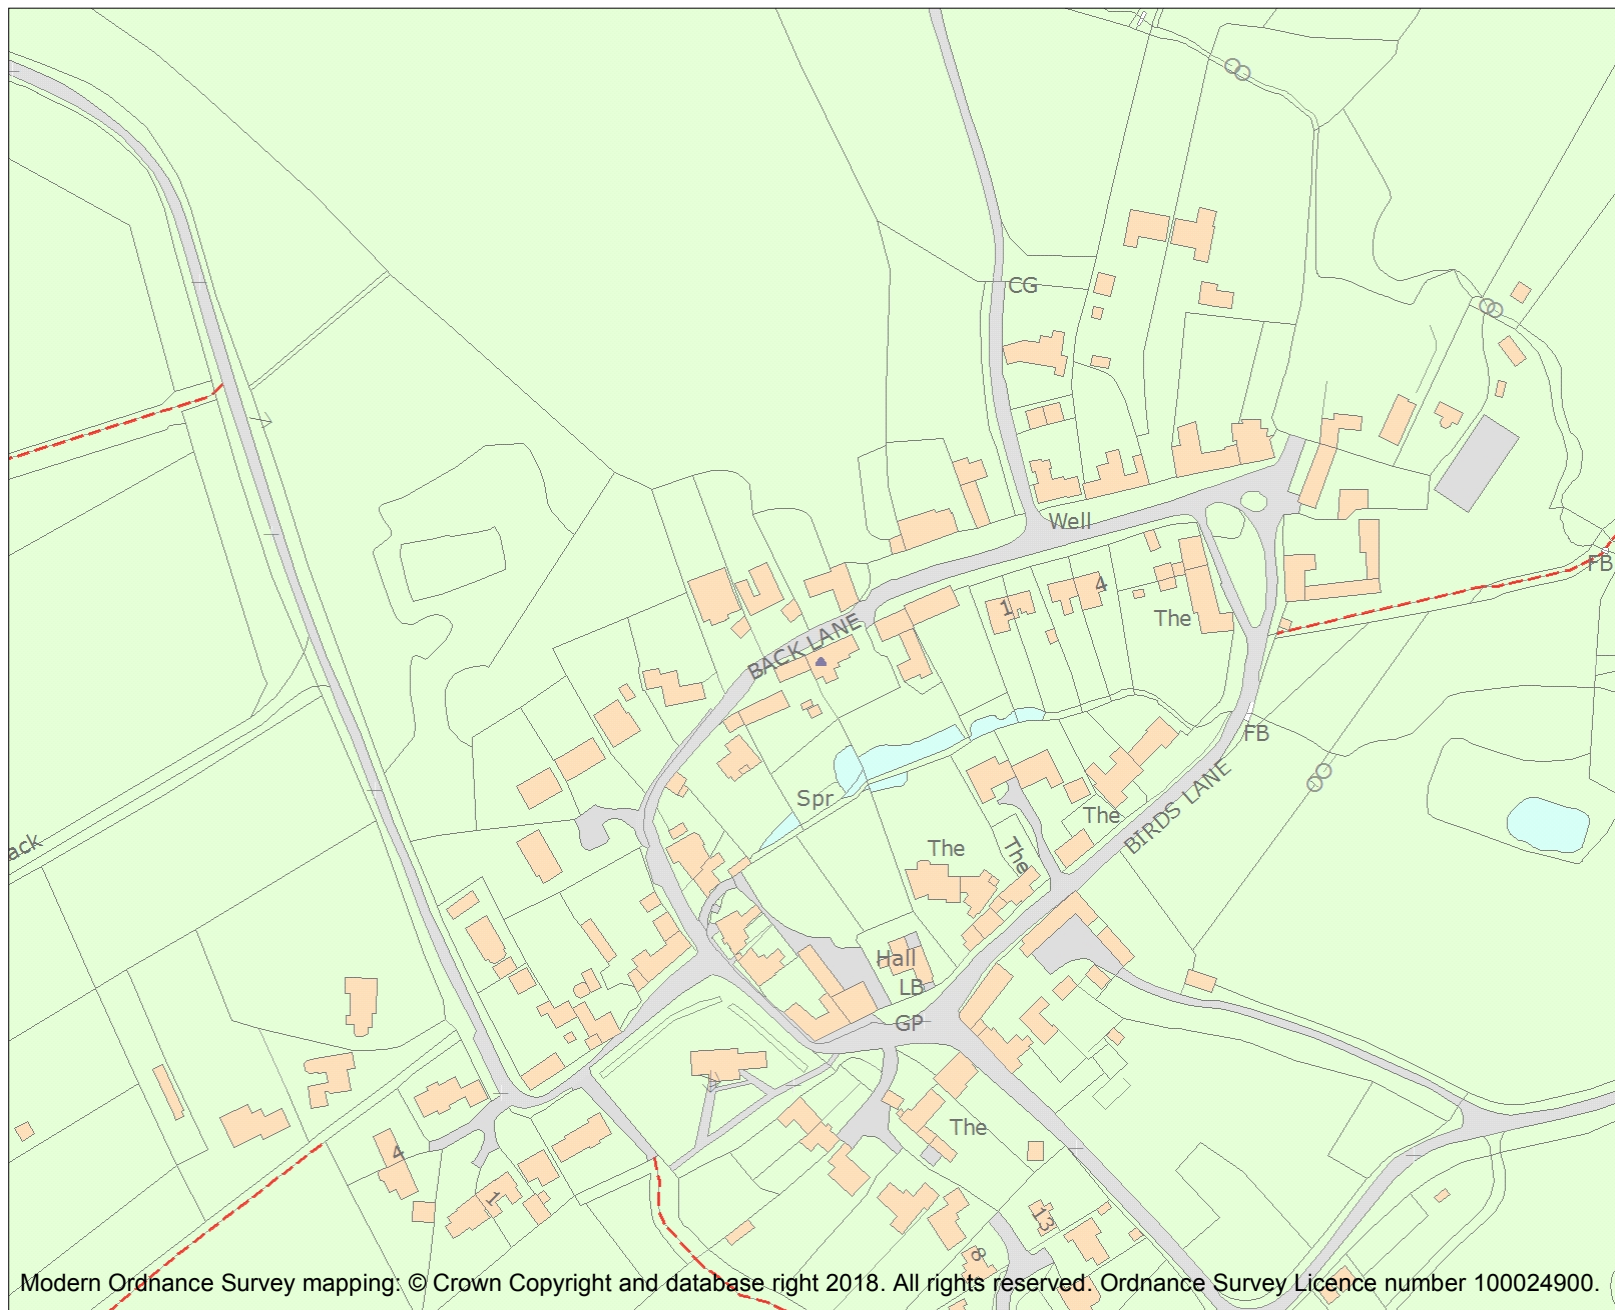 CG
Well
FB
4
1
The
BACK LANE
FB
Spr
The
BIRDS LANE
ack
The
The
Hall
LB
GP
The
4
1
13
8
Modern Ordnance Survey mapping: © Crown Copyright and database right 2018. All rights reserved. Ordnance Survey Licence number 100024900.